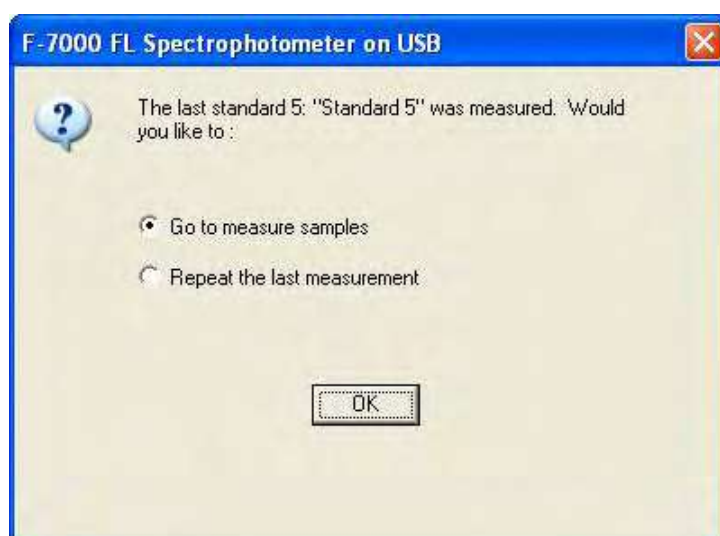 F-7000 FL Spectrophotometer on USB
The last standard 5: "Standard 5" was measured. Would
you like to :
Go to measure samples
Repeat the last measurement
OK